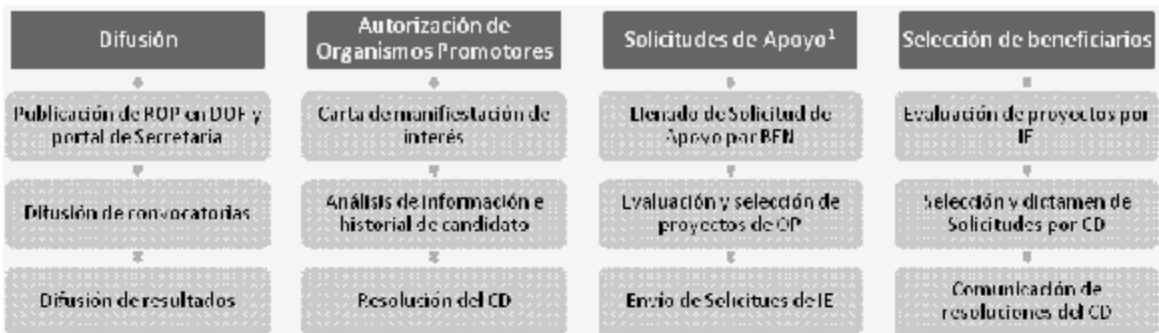 Difusión
Publicación de ROP en DOF y
portal de Secretaria
Difusión de convocatorias
Difusión de resultados
Autorización de
Organismos Promotores
Carta de manifiestación de
interés
Análisis de información e
historial de candidato
Resolución del CD
Solicitudes de Apoyo¹
Llenado de Solicitud de
Apoyo por BEN
Evaluación y selección de
proyectos de OP
Envío de Solicitues de IE
Selección de beneficiarios
Evaluación de proyectos por
IE
Selección y dictamen de
Solicitudes por CD
Comunicación de
resoluciones del CD